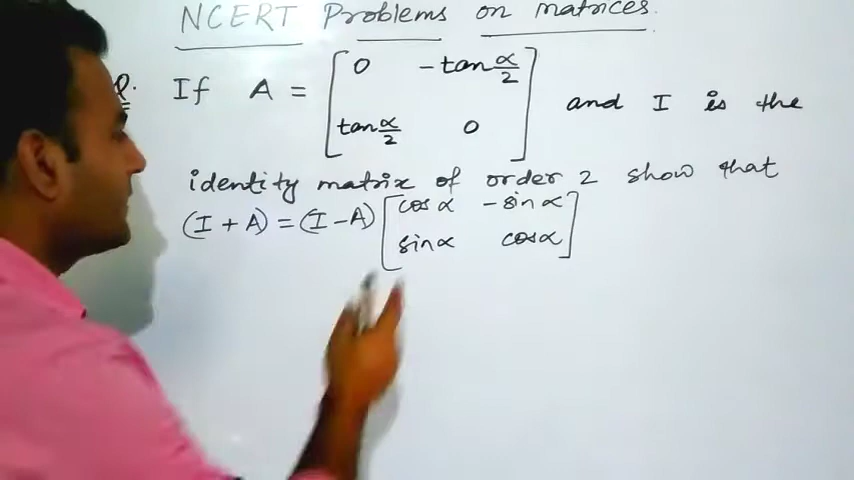 NCERT Problems on matrices.
Q. If A = [0 -tan α/2 tan α/2 0] and I is the
identity matrix of order 2 show that
(I + A) = (I - A) [cos α -sin α sin α cos α]